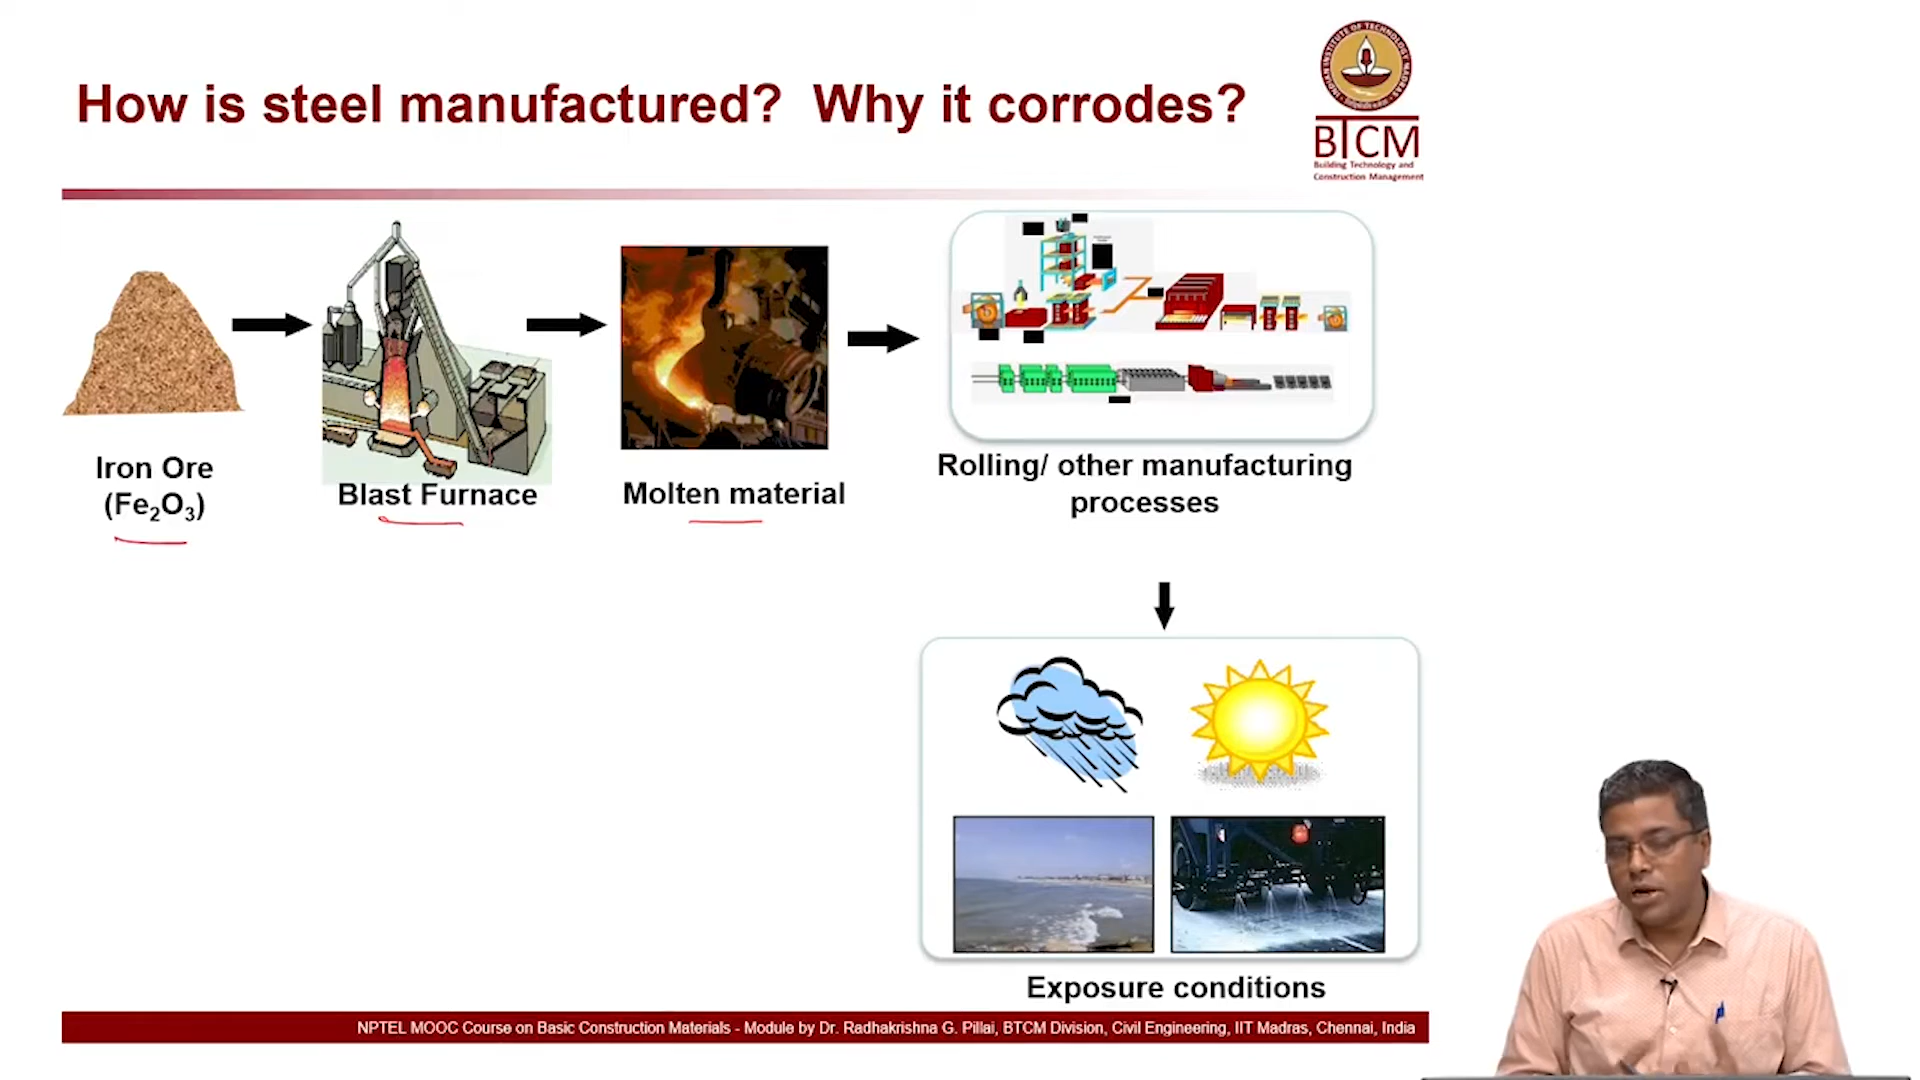 How is steel manufactured? Why it corrodes?
BTCM
Building Technology and
Construction Management
Iron Ore
(Fe₂O₃)
Blast Furnace
Molten material
Rolling/ other manufacturing
processes
Exposure conditions
NPTEL MOOC Course on Basic Construction Materials - Module by Dr. Radhakrishna G. Pillai, BTCM Division, Civil Engineering, IIT Madras, Chennai, India